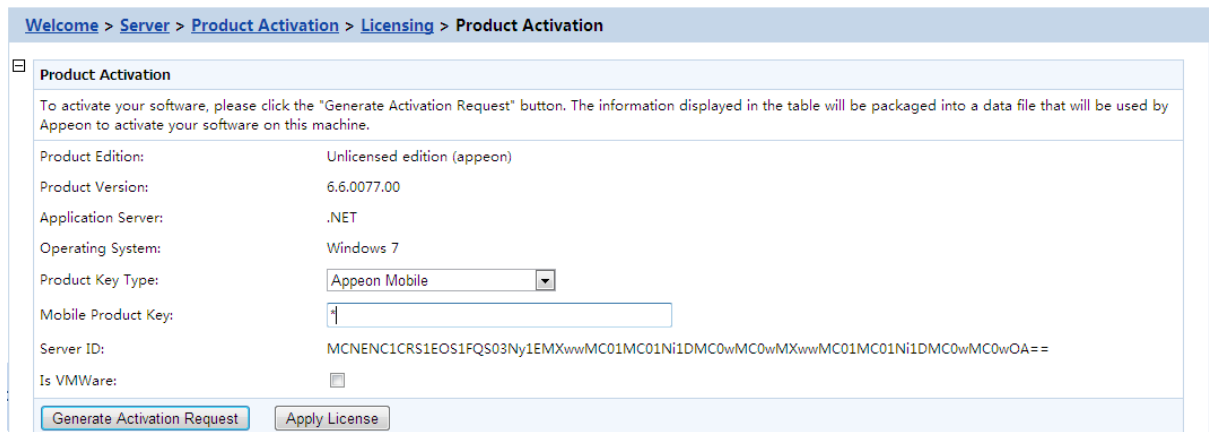 Welcome > Server > Product Activation > Licensing > Product Activation
Product Activation
To activate your software, please click the "Generate Activation Request" button. The information displayed in the table will be packaged into a data file that will be used by
Appeon to activate your software on this machine.
Product Edition: Unlicensed edition (appeon)
Product Version: 6.6.0077.00
Application Server: .NET
Operating System: Windows 7
Product Key Type: Appeon Mobile
Mobile Product Key: *
Server ID: MCNENC1CRS1EOS1FQS03Ny1EMXwwMC01MC01Ni1DMC0wMC0wMXwwMC01MC01Ni1DMC0wMC0wOA==
Is VMWare:
Generate Activation Request Apply License